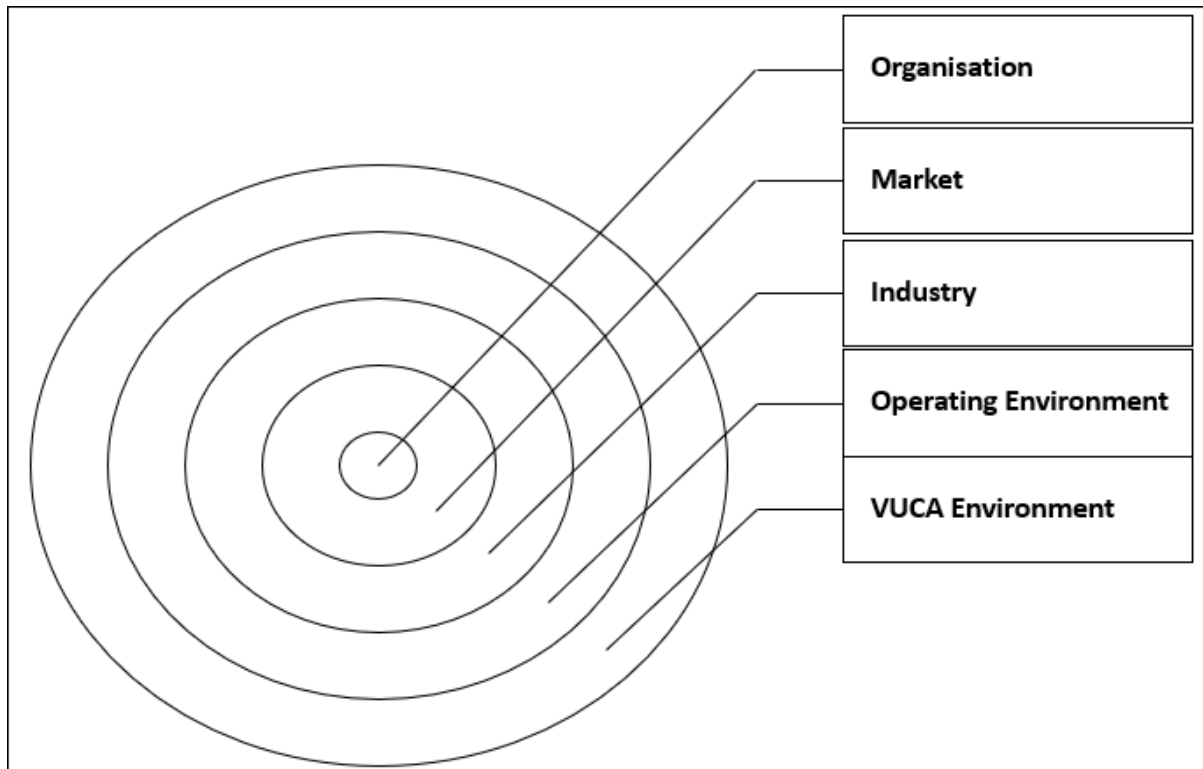 Organisation
Market
Industry
Operating Environment
VUCA Environment